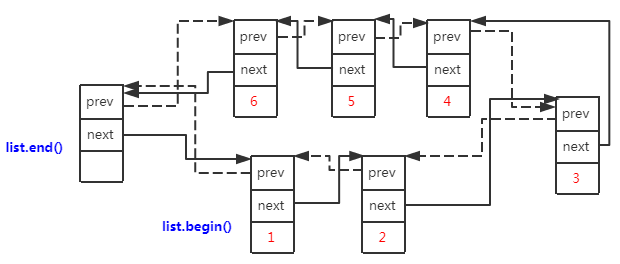 prev
prev
prev
next
next
next
6
5
4
prev
next
list.end()
prev
next
3
prev
prev
next
next
list.begin()
1
2